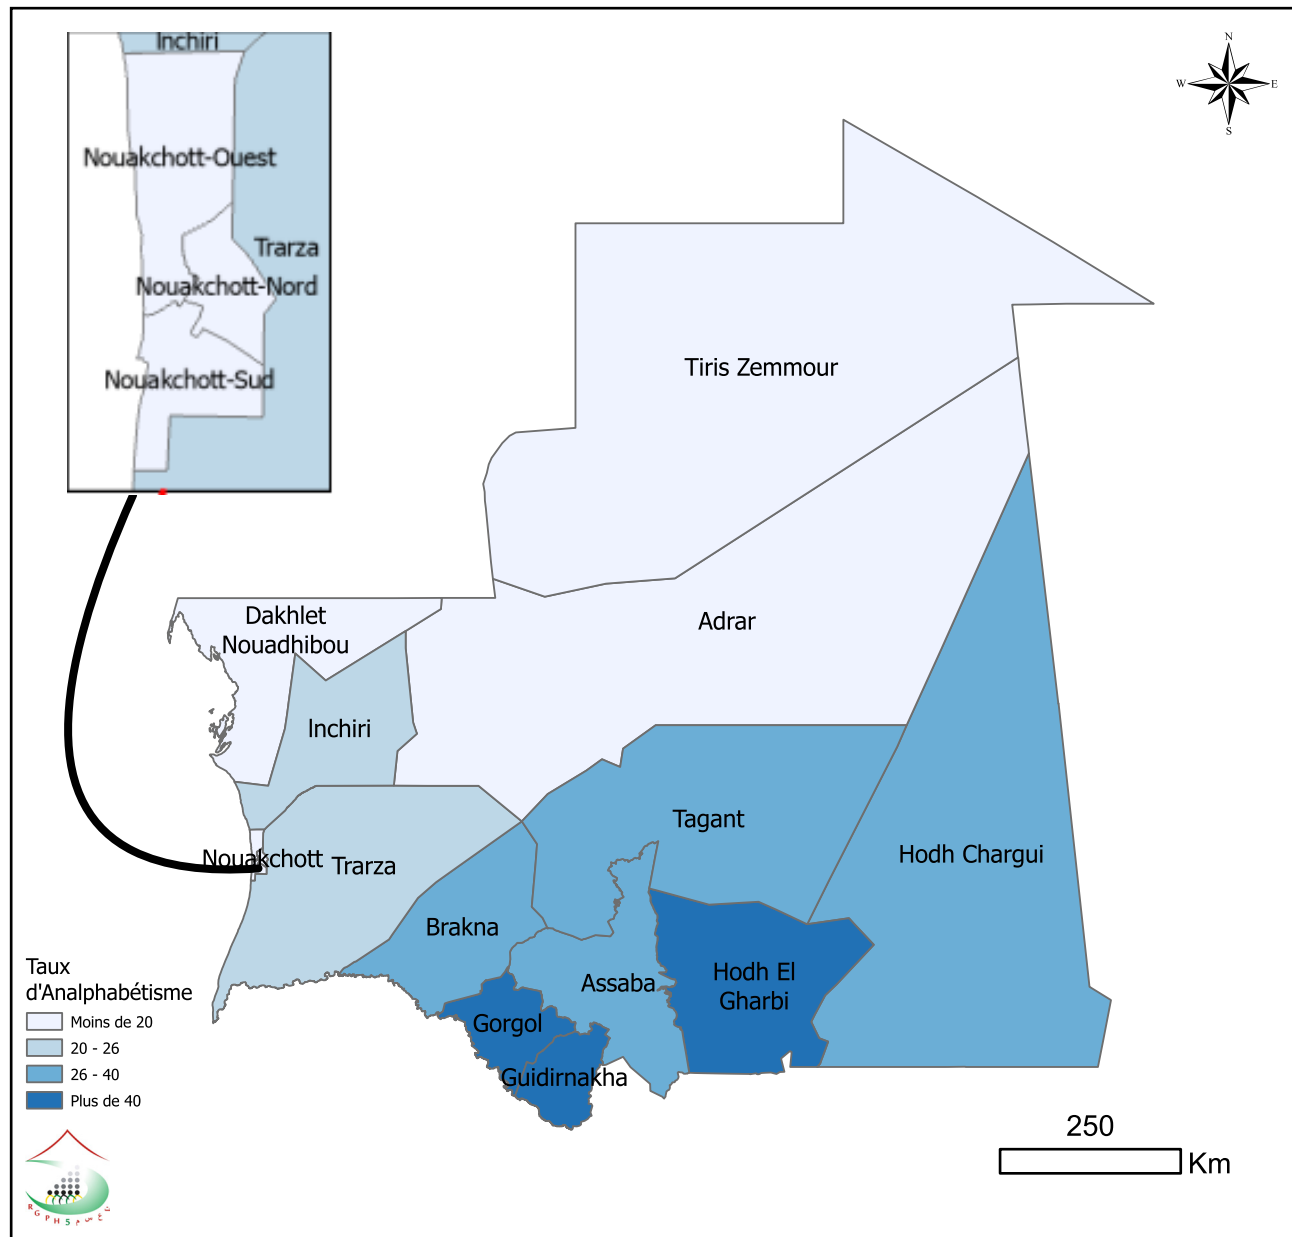 Inchiri
Nouakchott-Ouest
Trarza
Nouakchott-Nord
Nouakchott-Sud
N
W
E
S
Tiris Zemmour
Dakhlet
Nouadhibou
Adrar
Inchiri
Tagant
Nouakchott
Trarza
Hodh Chargui
Brakna
Assaba
Hodh El
Gharbi
Gorgol
Guidirnakha
Taux
d'Analphabétisme
Moins de 20
20 - 26
26 - 40
Plus de 40
250
Km
RGPH5